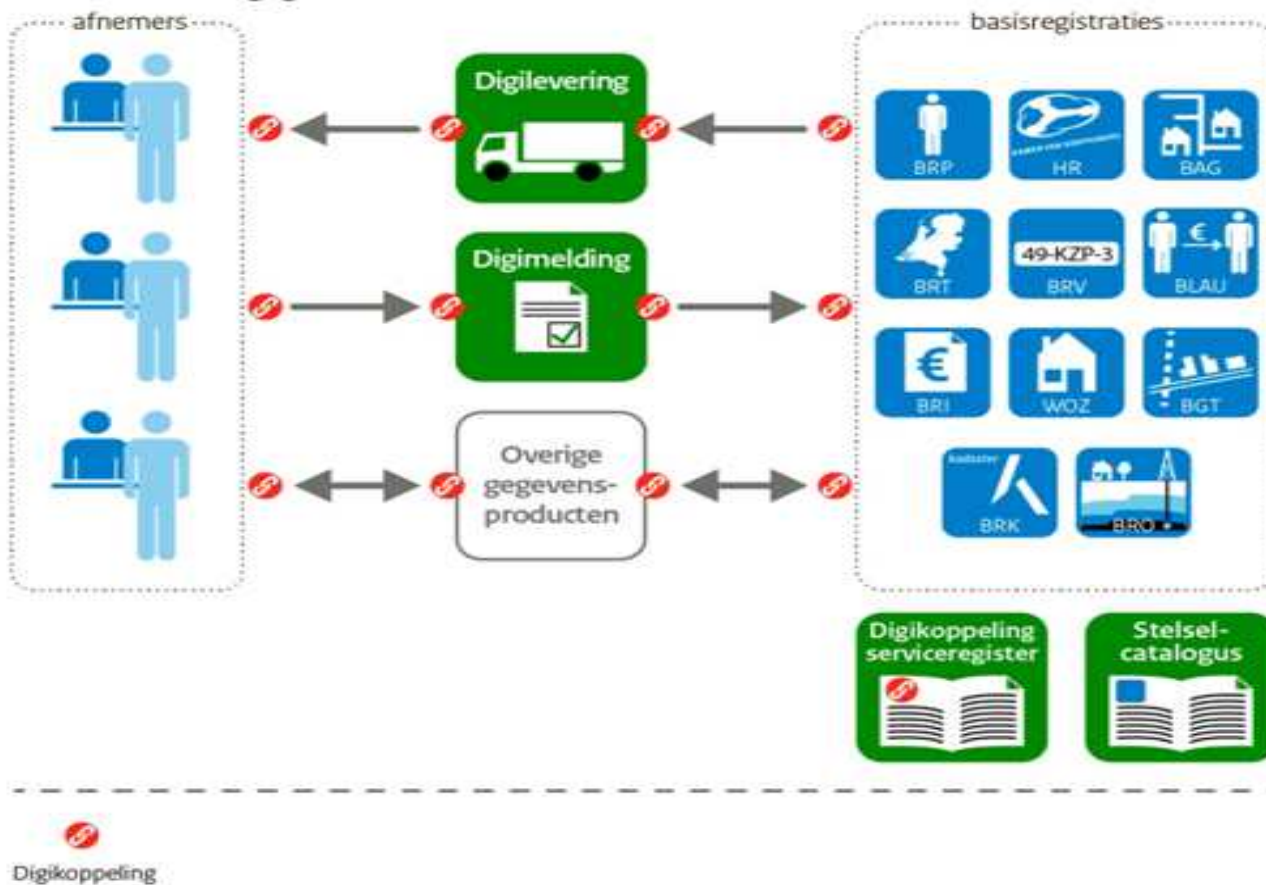 afnemers
basisregistraties
Digilevering
BRP
HR
BAG
Digimelding
BRT
49-KZP-3
BRV
€
BLAU
€
BRI
WOZ
BGT
Overige
gegevens-
producten
kadaster
BRK
BRO
Digikoppeling
serviceregister
Stelsel-
catalogus
Digikoppeling